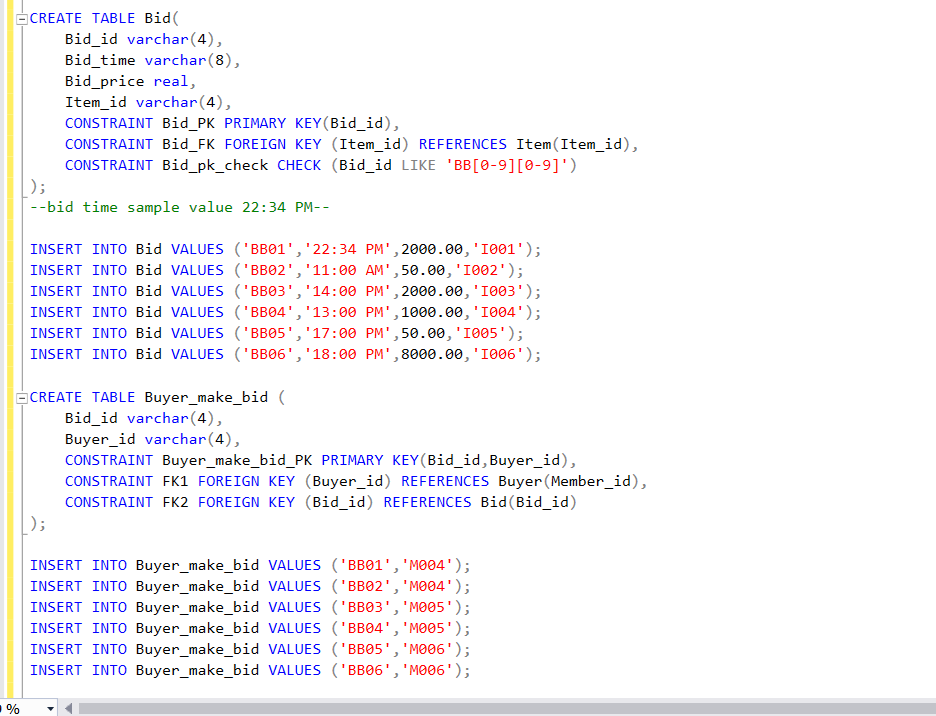 CREATE TABLE Bid(
Bid_id varchar(4),
Bid_time varchar(8),
Bid_price real,
Item_id varchar(4),
CONSTRAINT Bid_PK PRIMARY KEY(Bid_id),
CONSTRAINT Bid_FK FOREIGN KEY (Item_id) REFERENCES Item(Item_id),
CONSTRAINT Bid_pk_check CHECK (Bid_id LIKE 'BB[0-9][0-9]')
);
--bid time sample value 22:34 PM--
INSERT INTO Bid VALUES ('BB01','22:34 PM',2000.00,'I001');
INSERT INTO Bid VALUES ('BB02','11:00 AM',50.00,'I002');
INSERT INTO Bid VALUES ('BB03','14:00 PM',2000.00,'I003');
INSERT INTO Bid VALUES ('BB04','13:00 PM',1000.00,'I004');
INSERT INTO Bid VALUES ('BB05','17:00 PM',50.00,'I005');
INSERT INTO Bid VALUES ('BB06','18:00 PM',8000.00,'I006');
CREATE TABLE Buyer_make_bid (
Bid_id varchar(4),
Buyer_id varchar(4),
CONSTRAINT Buyer_make_bid_PK PRIMARY KEY(Bid_id,Buyer_id),
CONSTRAINT FK1 FOREIGN KEY (Buyer_id) REFERENCES Buyer(Member_id),
CONSTRAINT FK2 FOREIGN KEY (Bid_id) REFERENCES Bid(Bid_id)
);
INSERT INTO Buyer_make_bid VALUES ('BB01','M004');
INSERT INTO Buyer_make_bid VALUES ('BB02','M004');
INSERT INTO Buyer_make_bid VALUES ('BB03','M005');
INSERT INTO Buyer_make_bid VALUES ('BB04','M005');
INSERT INTO Buyer_make_bid VALUES ('BB05','M006');
INSERT INTO Buyer_make_bid VALUES ('BB06','M006');
%